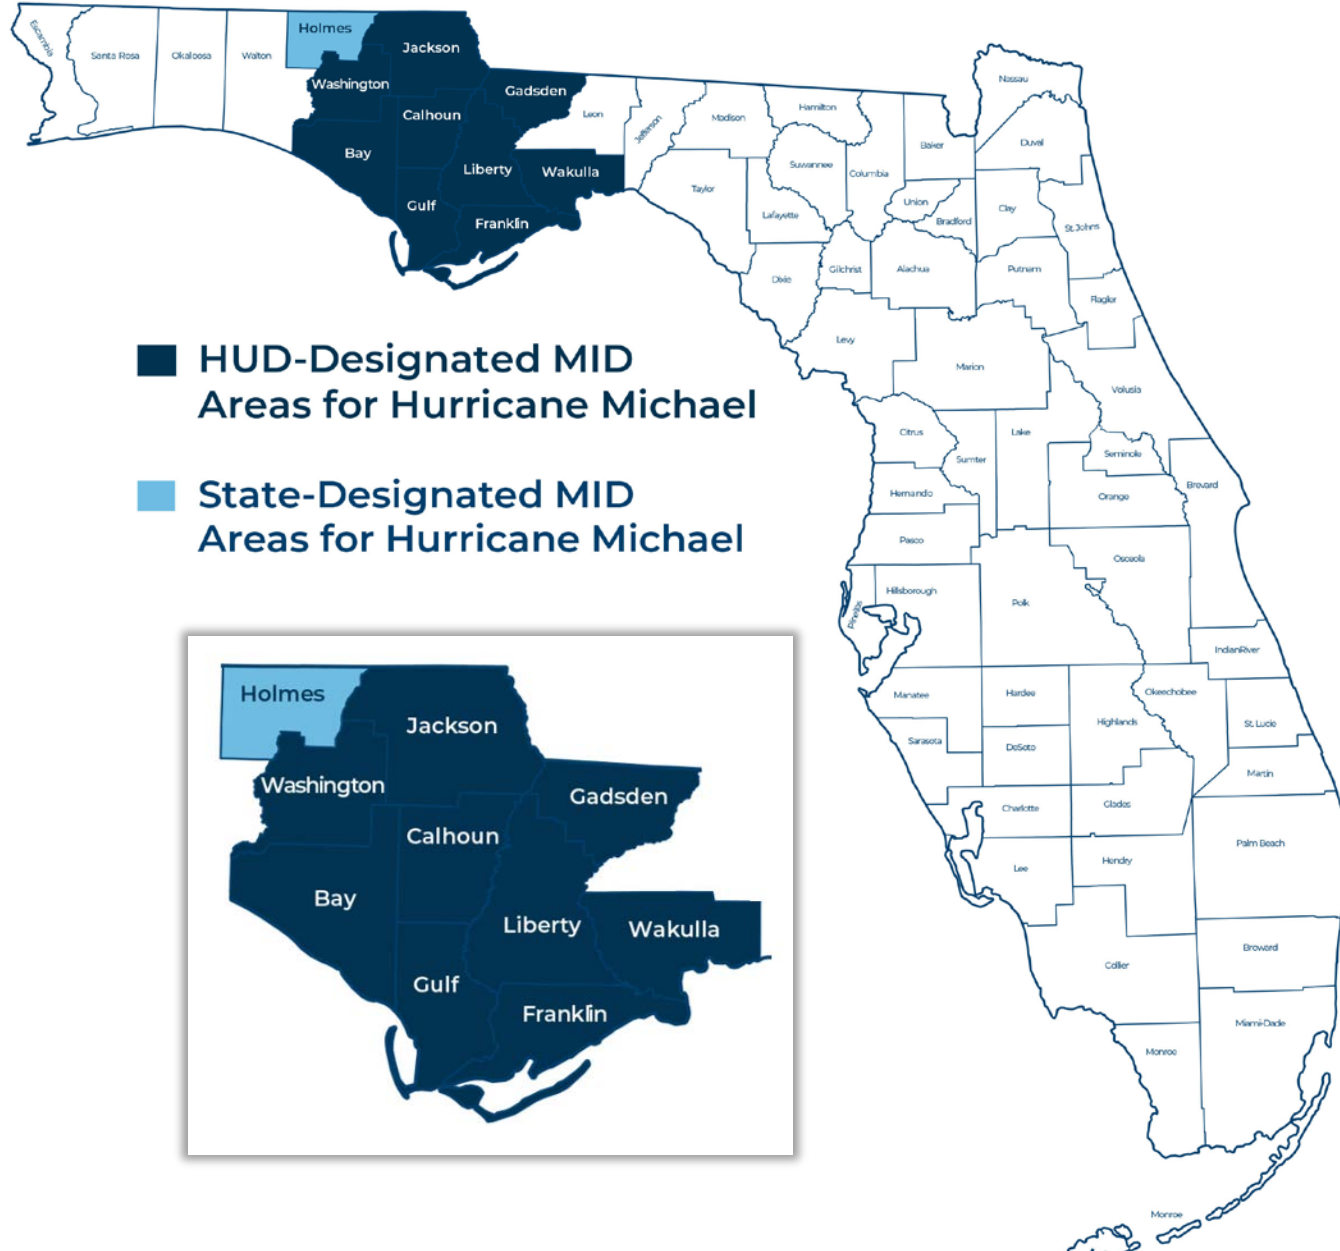 Escambia
Santa Rosa
Okaloosa
Walton
Holmes
Jackson
Washington
Calhoun
Gadsden
Bay
Liberty
Wakulla
Gulf
Franklin
Leon
Jefferson
Madison
Hamilton
Suwannee
Columbia
Baker
Nassau
Duval
Taylor
Lafayette
Union
Bradford
Clay
St. Johns
Dixie
Gilchrist
Alachua
Putnam
Flagler
Levy
Marion
Volusia
HUD-Designated MID
Areas for Hurricane Michael
State-Designated MID
Areas for Hurricane Michael
Citrus
Sumter
Lake
Seminole
Hernando
Orange
Brevard
Pasco
Osceola
Hillsborough
Pinellas
Polk
IndianRiver
Manatee
Hardee
Highlands
Okeechobee
St. Lucie
Sarasota
DeSoto
Martin
Charlotte
Glades
Lee
Hendry
Palm Beach
Collier
Broward
Monroe
Miami-Dade
Monroe
Holmes
Jackson
Washington
Gadsden
Calhoun
Bay
Liberty
Wakulla
Gulf
Franklin